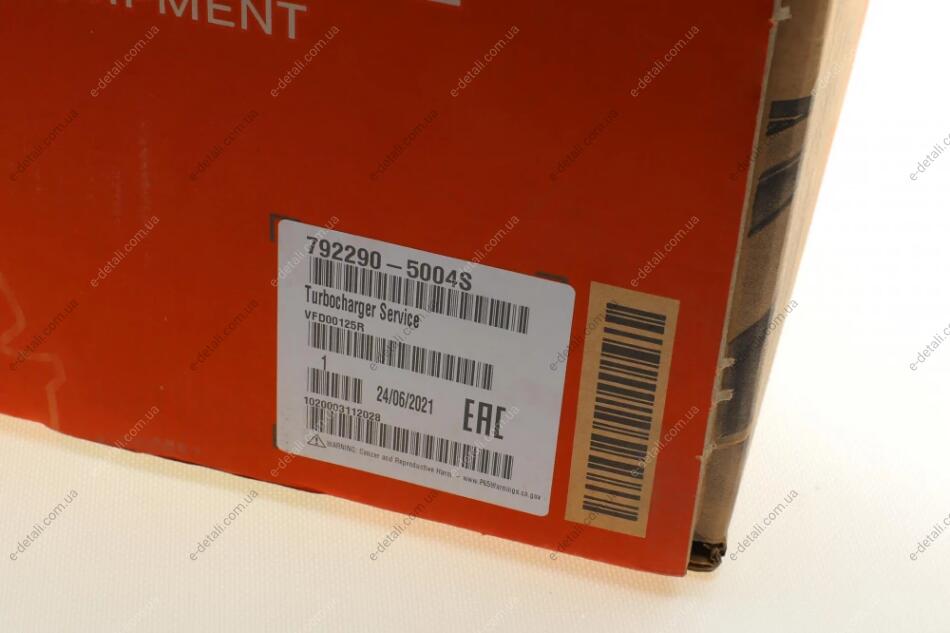 UIPMENT
792290-5004S
Turbocharger Service
VFD00125R
1
24/06/2021
EAC
1020003112028
WARNING: Cancer and Reproductive Harm - www.P65Warnings.ca.gov
e-detali.com.ua